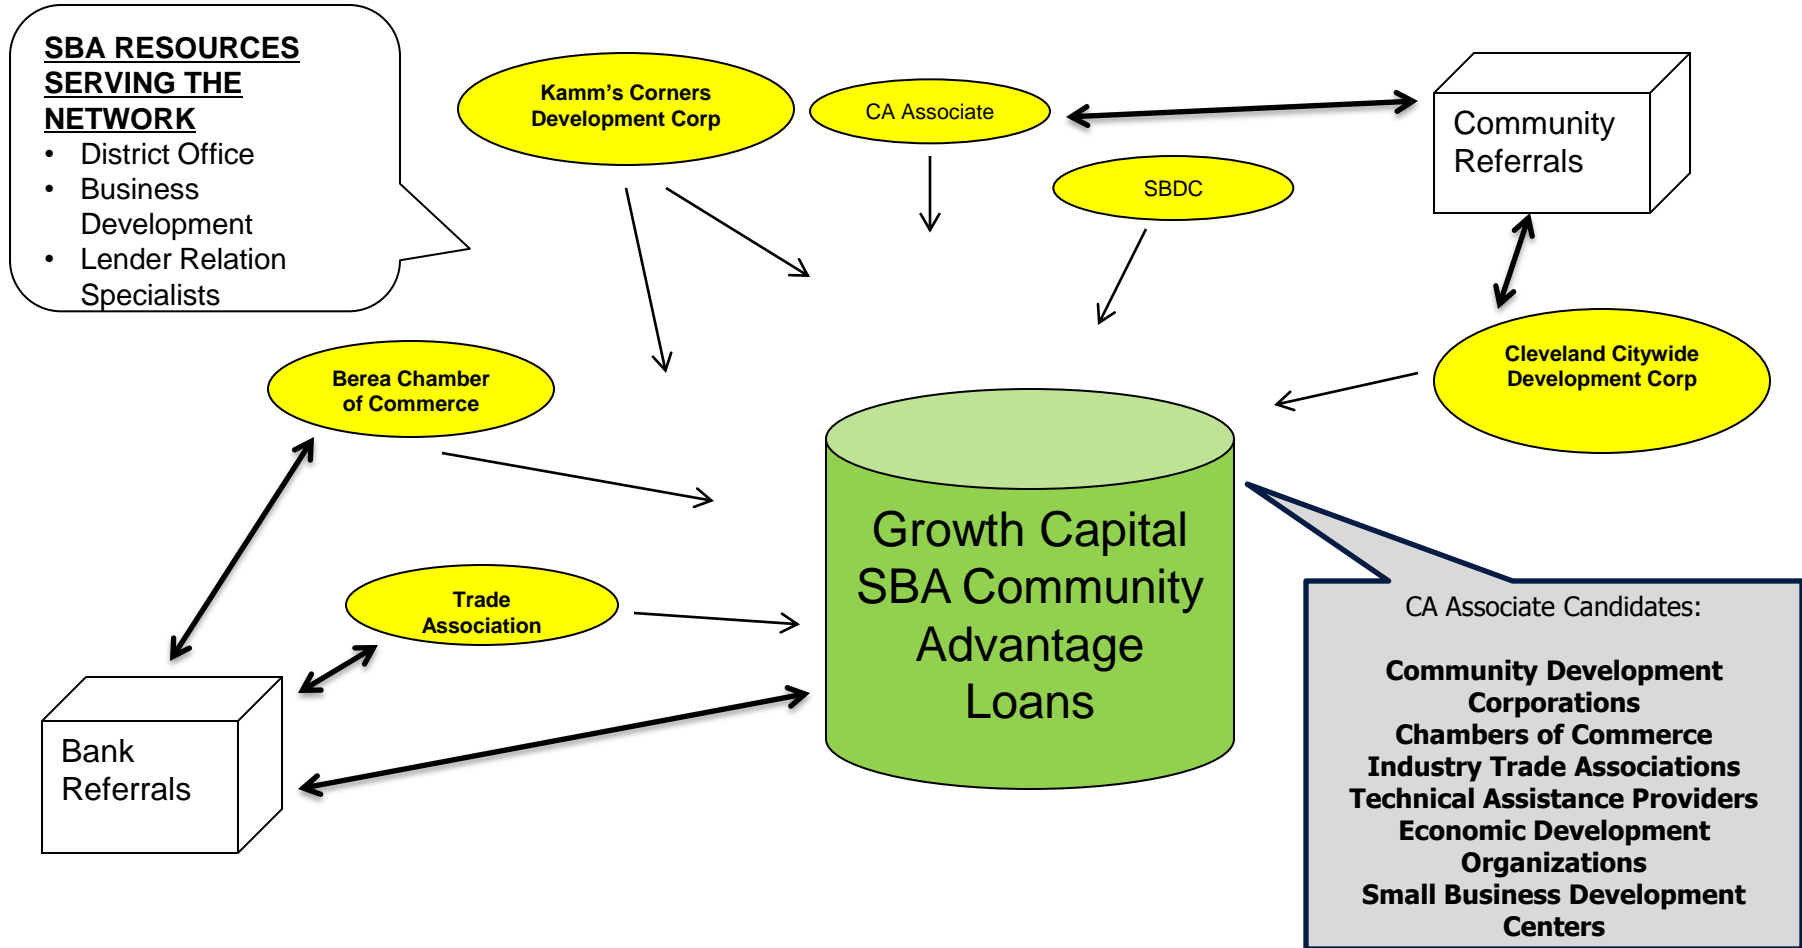 SBA RESOURCES
SERVING THE
NETWORK
• District Office
• Business
Development
• Lender Relation
Specialists
Kamm's Corners
Development Corp
CA Associate
SBDC
Community
Referrals
Cleveland Citywide
Development Corp
Berea Chamber
of Commerce
Trade
Association
Bank
Referrals
Growth Capital
SBA Community
Advantage
Loans
CA Associate Candidates:
Community Development
Corporations
Chambers of Commerce
Industry Trade Associations
Technical Assistance Providers
Economic Development
Organizations
Small Business Development
Centers